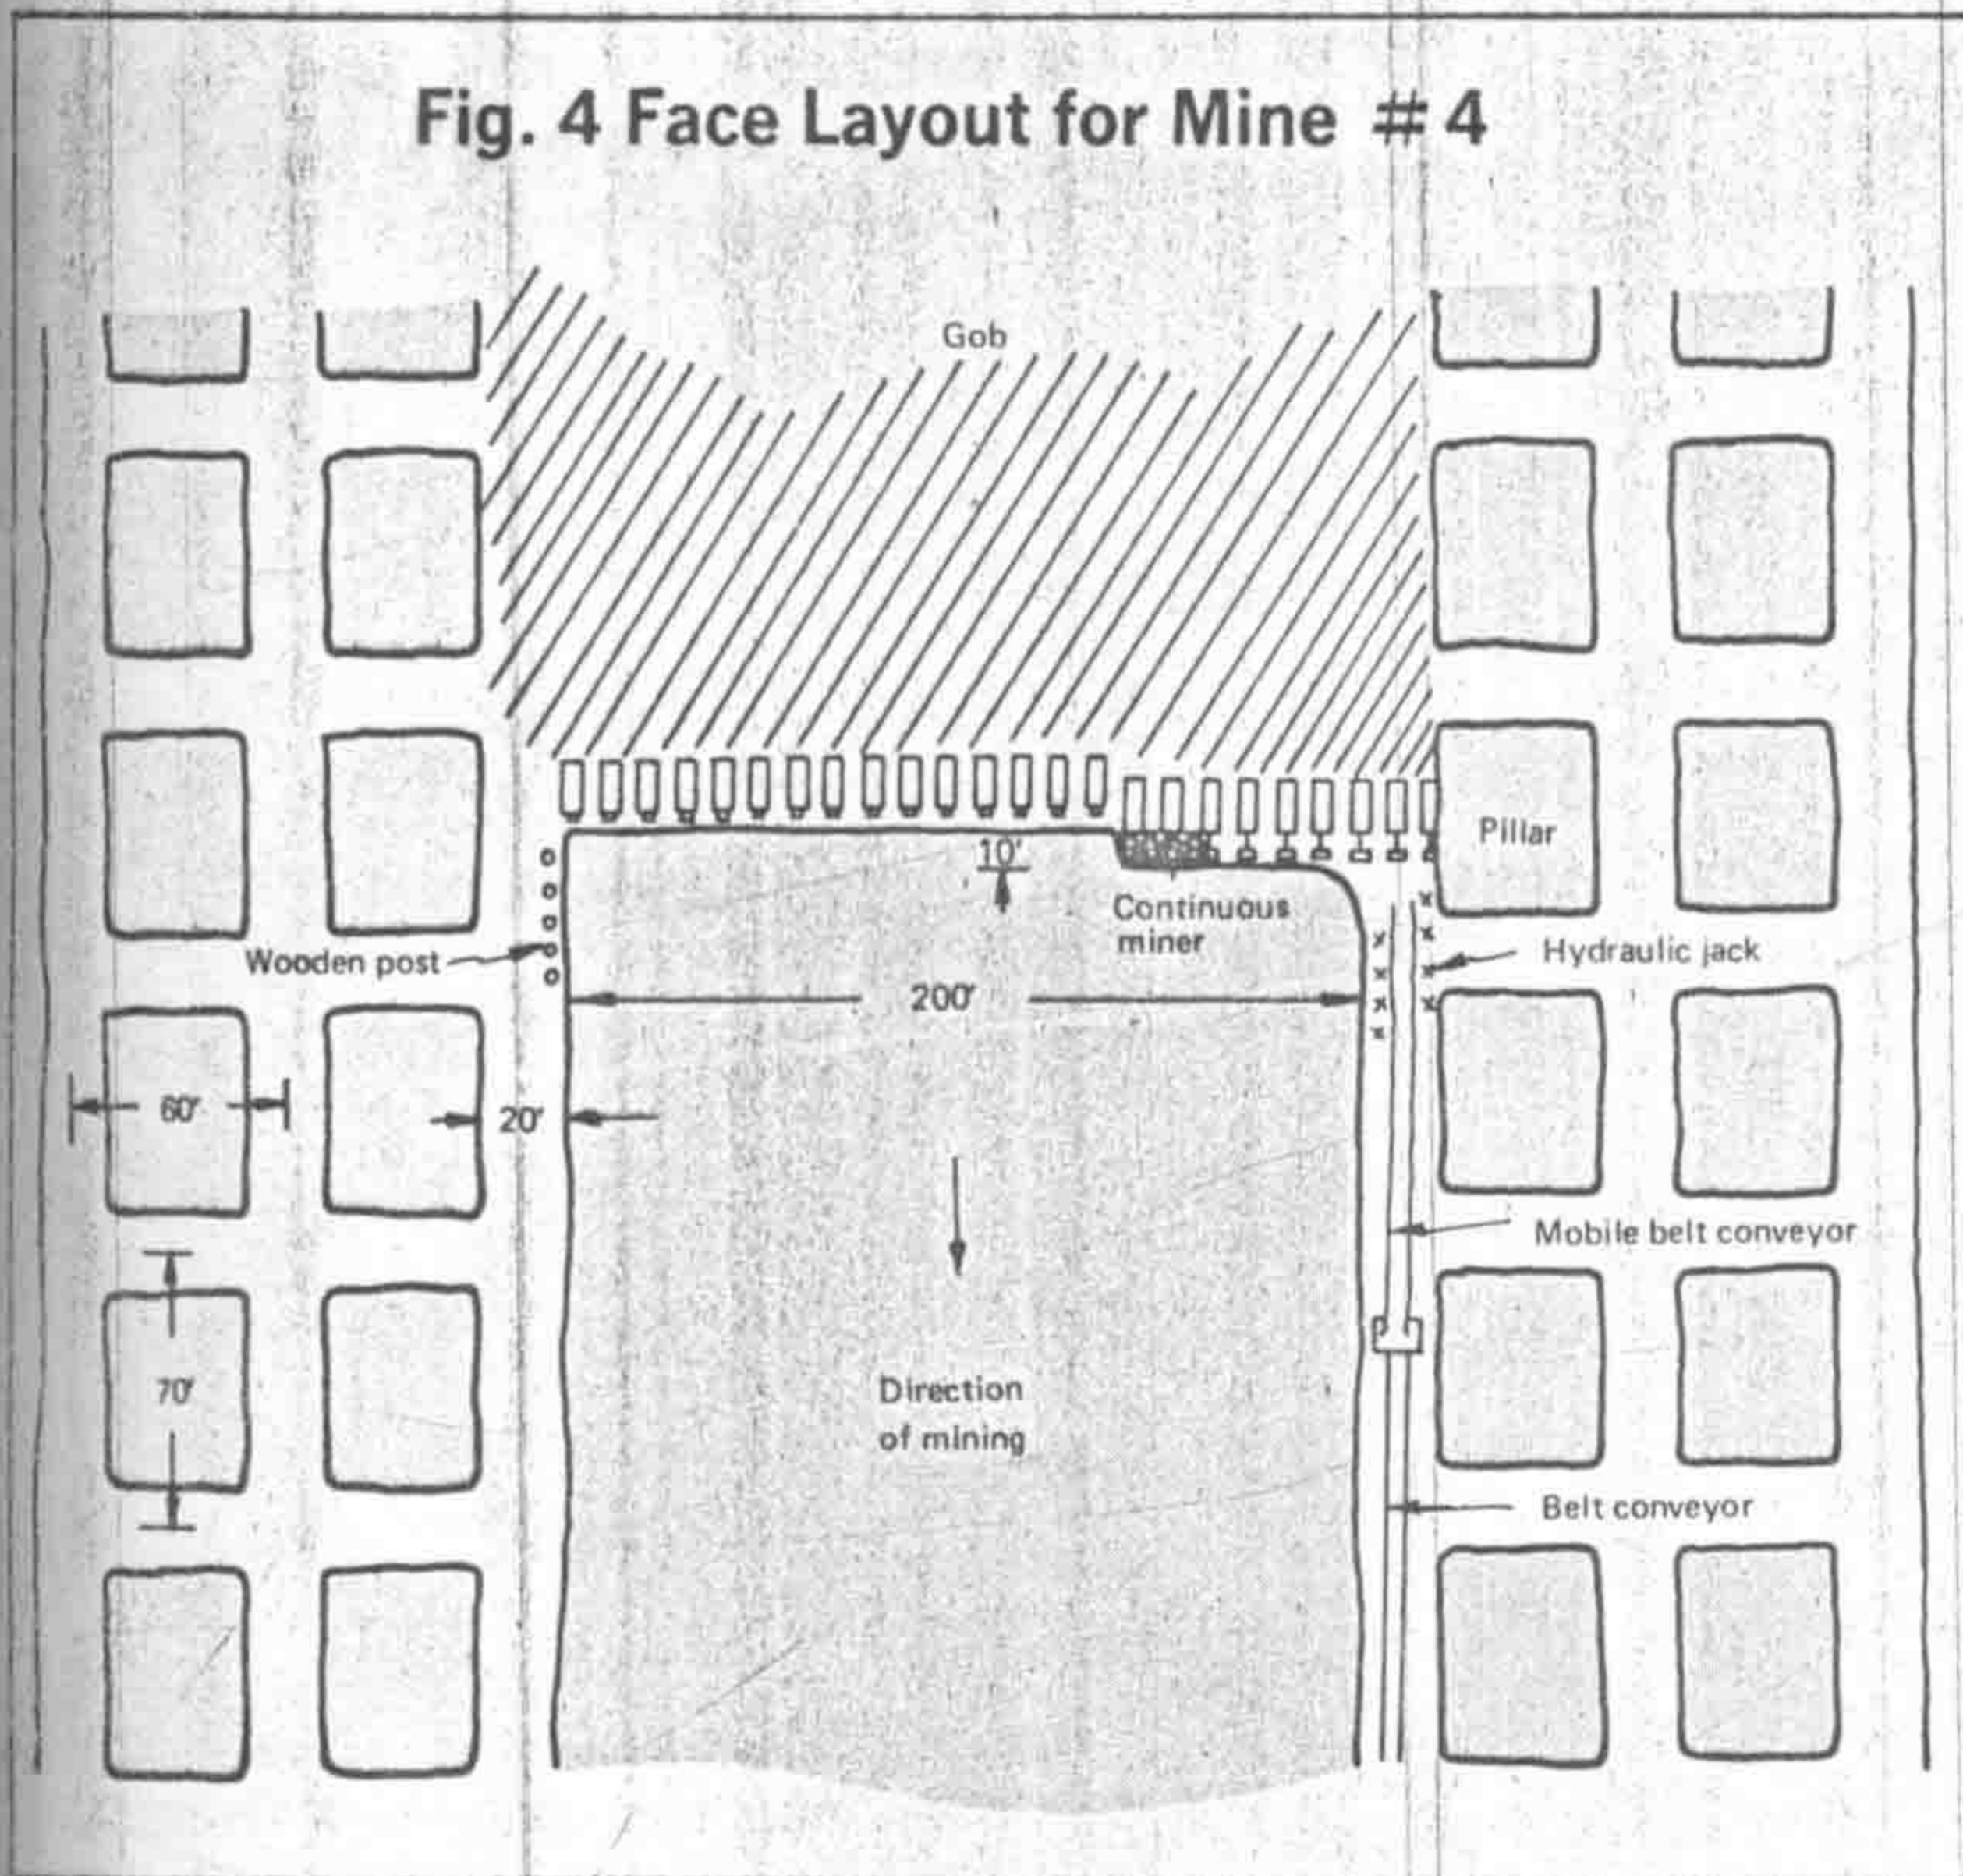 Fig. 4 Face Layout for Mine #4
Gob
Pillar
10'
Continuous
miner
Wooden post
Hydraulic jack
200'
60'
20'
Mobile belt conveyor
70'
Direction
of mining
Belt conveyor